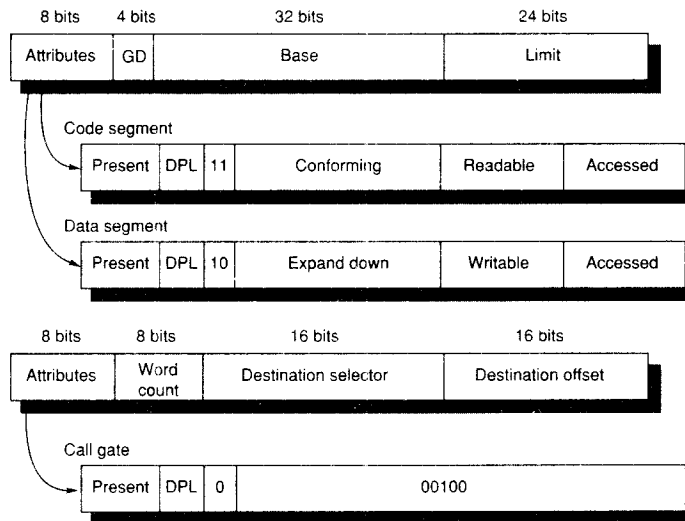 8 bits 4 bits 32 bits 24 bits
Attributes GD Base Limit
Code segment
Present DPL 11 Conforming Readable Accessed
Data segment
Present DPL 10 Expand down Writable Accessed
8 bits 8 bits 16 bits 16 bits
Attributes Word count Destination selector Destination offset
Call gate
Present DPL 0 00100